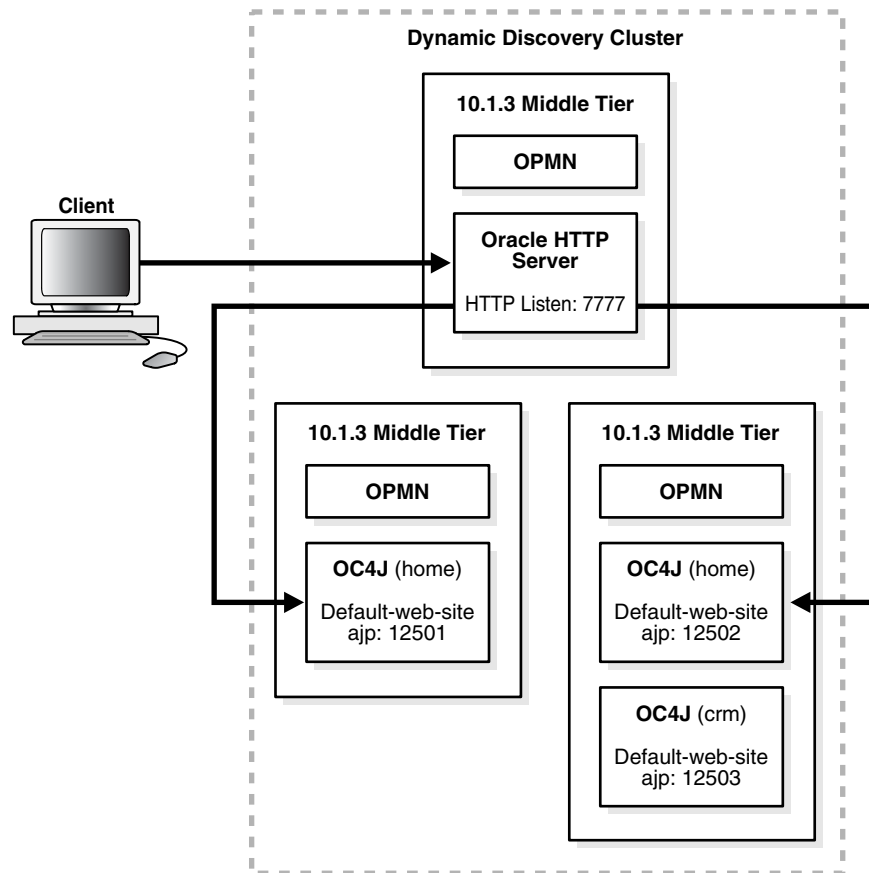 Dynamic Discovery Cluster
10.1.3 Middle Tier
OPMN
Client
Oracle HTTP
Server
HTTP Listen: 7777
10.1.3 Middle Tier
OPMN
OC4J (home)
Default-web-site
ajp: 12501
10.1.3 Middle Tier
OPMN
OC4J (home)
Default-web-site
ajp: 12502
OC4J (crm)
Default-web-site
ajp: 12503